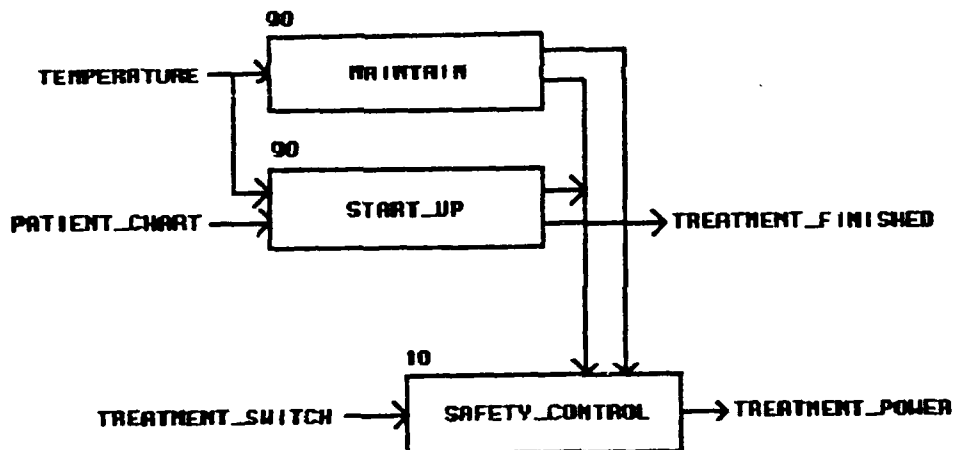 90
TEMPERATURE
MAINTAIN
90
START_UP
PATIENT_CHART
TREATMENT_FINISHED
10
TREATMENT_SWITCH
SAFETY_CONTROL
TREATMENT_POWER